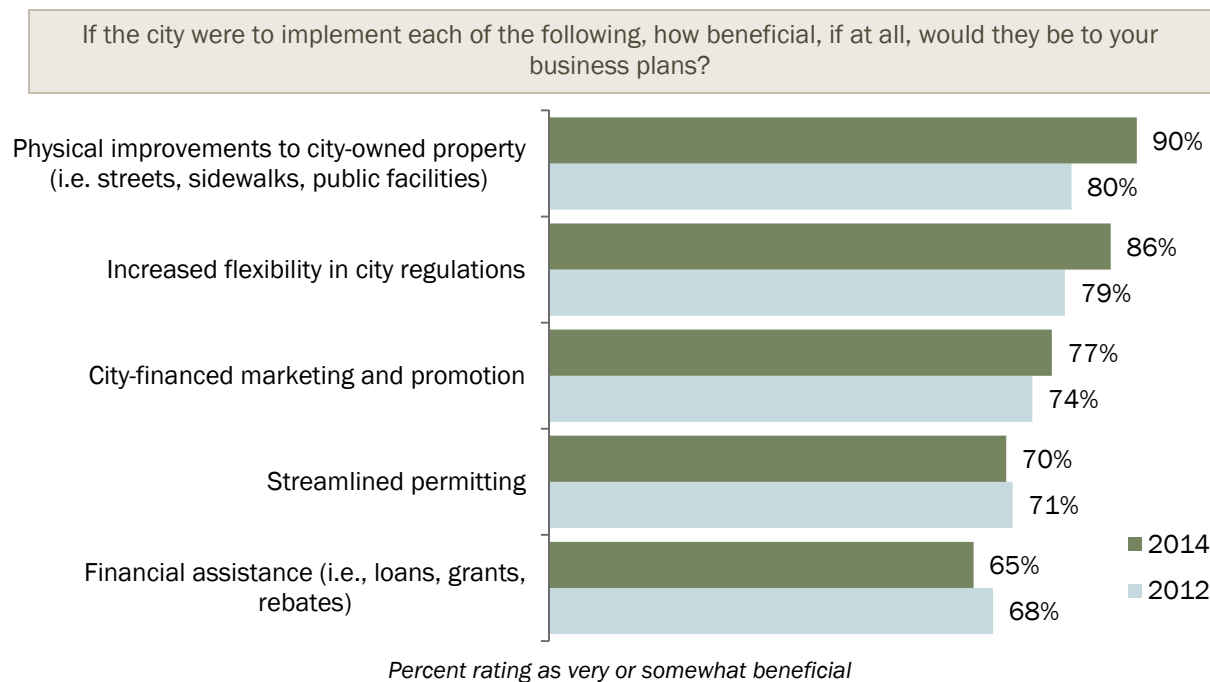 If the city were to implement each of the following, how beneficial, if at all, would they be to your
business plans?
Physical improvements to city-owned property
(i.e. streets, sidewalks, public facilities)
90%
80%
Increased flexibility in city regulations
86%
79%
City-financed marketing and promotion
77%
74%
Streamlined permitting
70%
71%
Financial assistance (i.e., loans, grants,
rebates)
65%
68%
2014
2012
Percent rating as very or somewhat beneficial